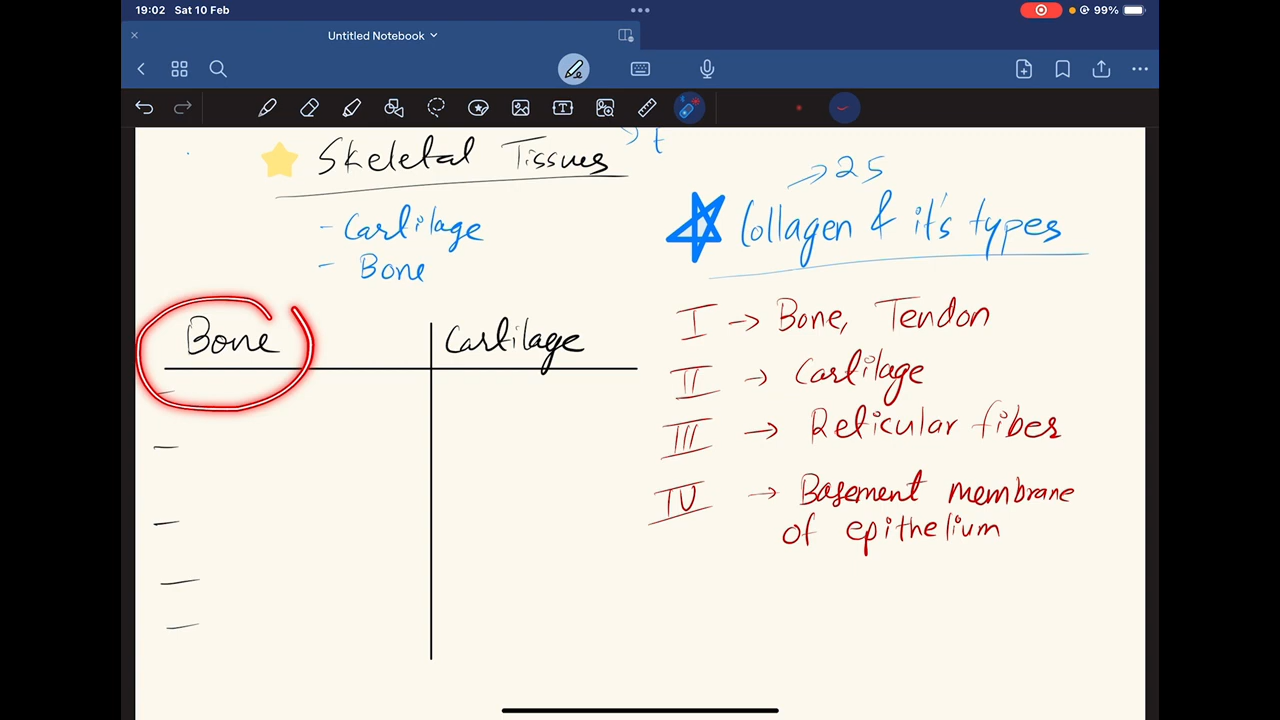 19:02 Sat 10 Feb
99%
Untitled Notebook
Skeletal Tissues
- Cartilage
- Bone
Bone
Cartilage
→ 25
Collagen & it's types
I → Bone, Tendon
II → Cartilage
III → Reticular fibers
IV → Basement membrane
of epithelium